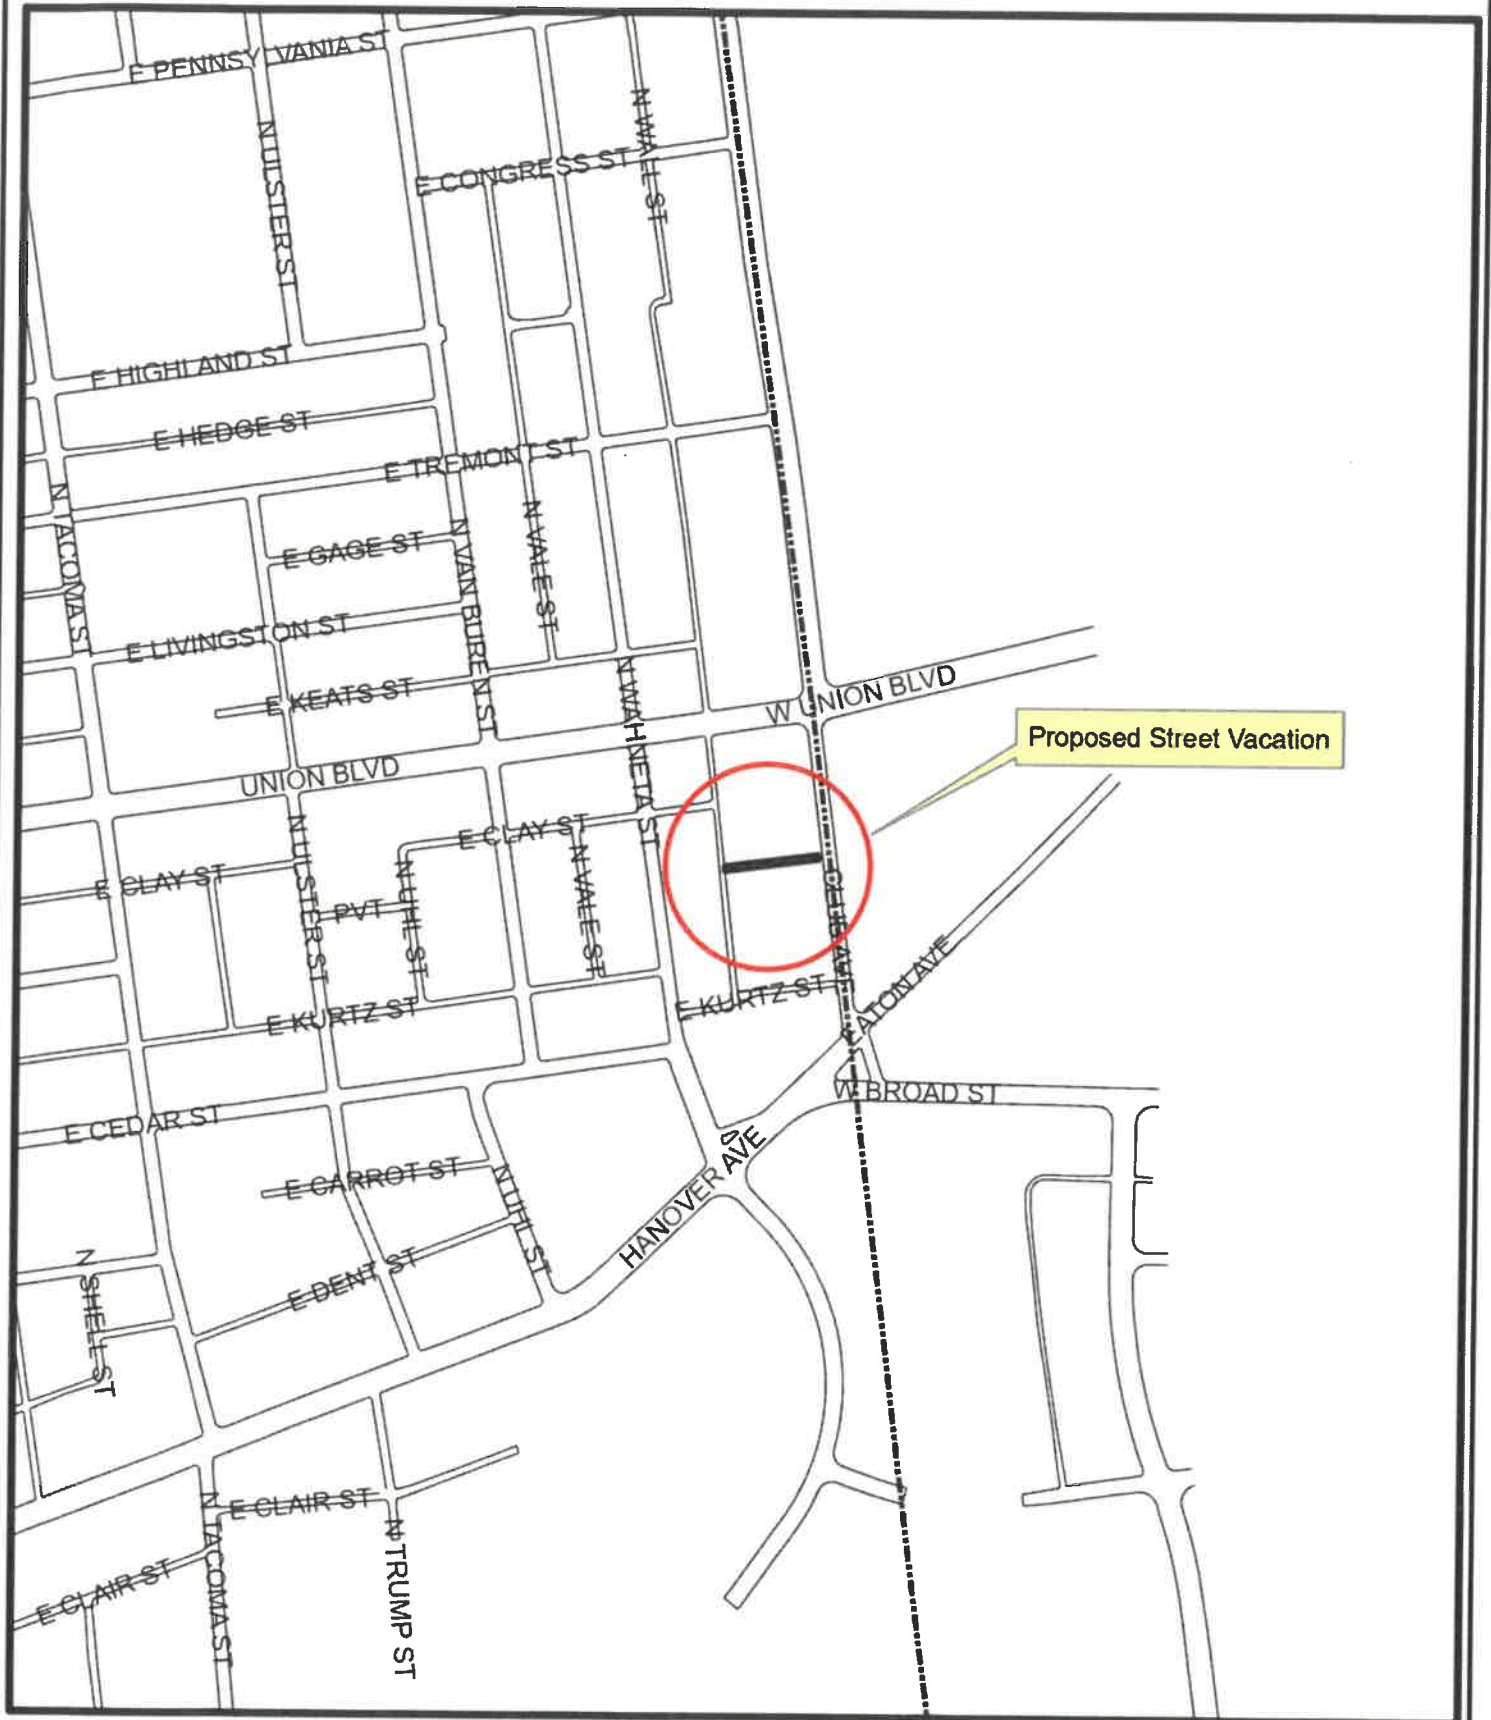 E PENNSYLVANIA ST
N WALL ST
N ULSTER ST
E CONGRESS ST
E HIGHLAND ST
E HEDGE ST
E TREMONT ST
N TACOMA ST
N VALE ST
N VAN BUREN ST
E GAGE ST
E LIVINGSTON ST
E KEATS ST
N WAHNETA ST
W UNION BLVD
Proposed Street Vacation
UNION BLVD
E CLAY ST
N ULSTER ST
N VALE ST
N UHL ST
E CLAY ST
PVT
CLUB AVE
EATON AVE
E KURTZ ST
E KURTZ ST
W BROAD ST
E CEDAR ST
HANOVER AVE
E CARROT ST
N UHL ST
E DENT ST
N SHELL ST
E CLAIR ST
N TACOMA ST
N TRUMP ST
E CLAIR ST